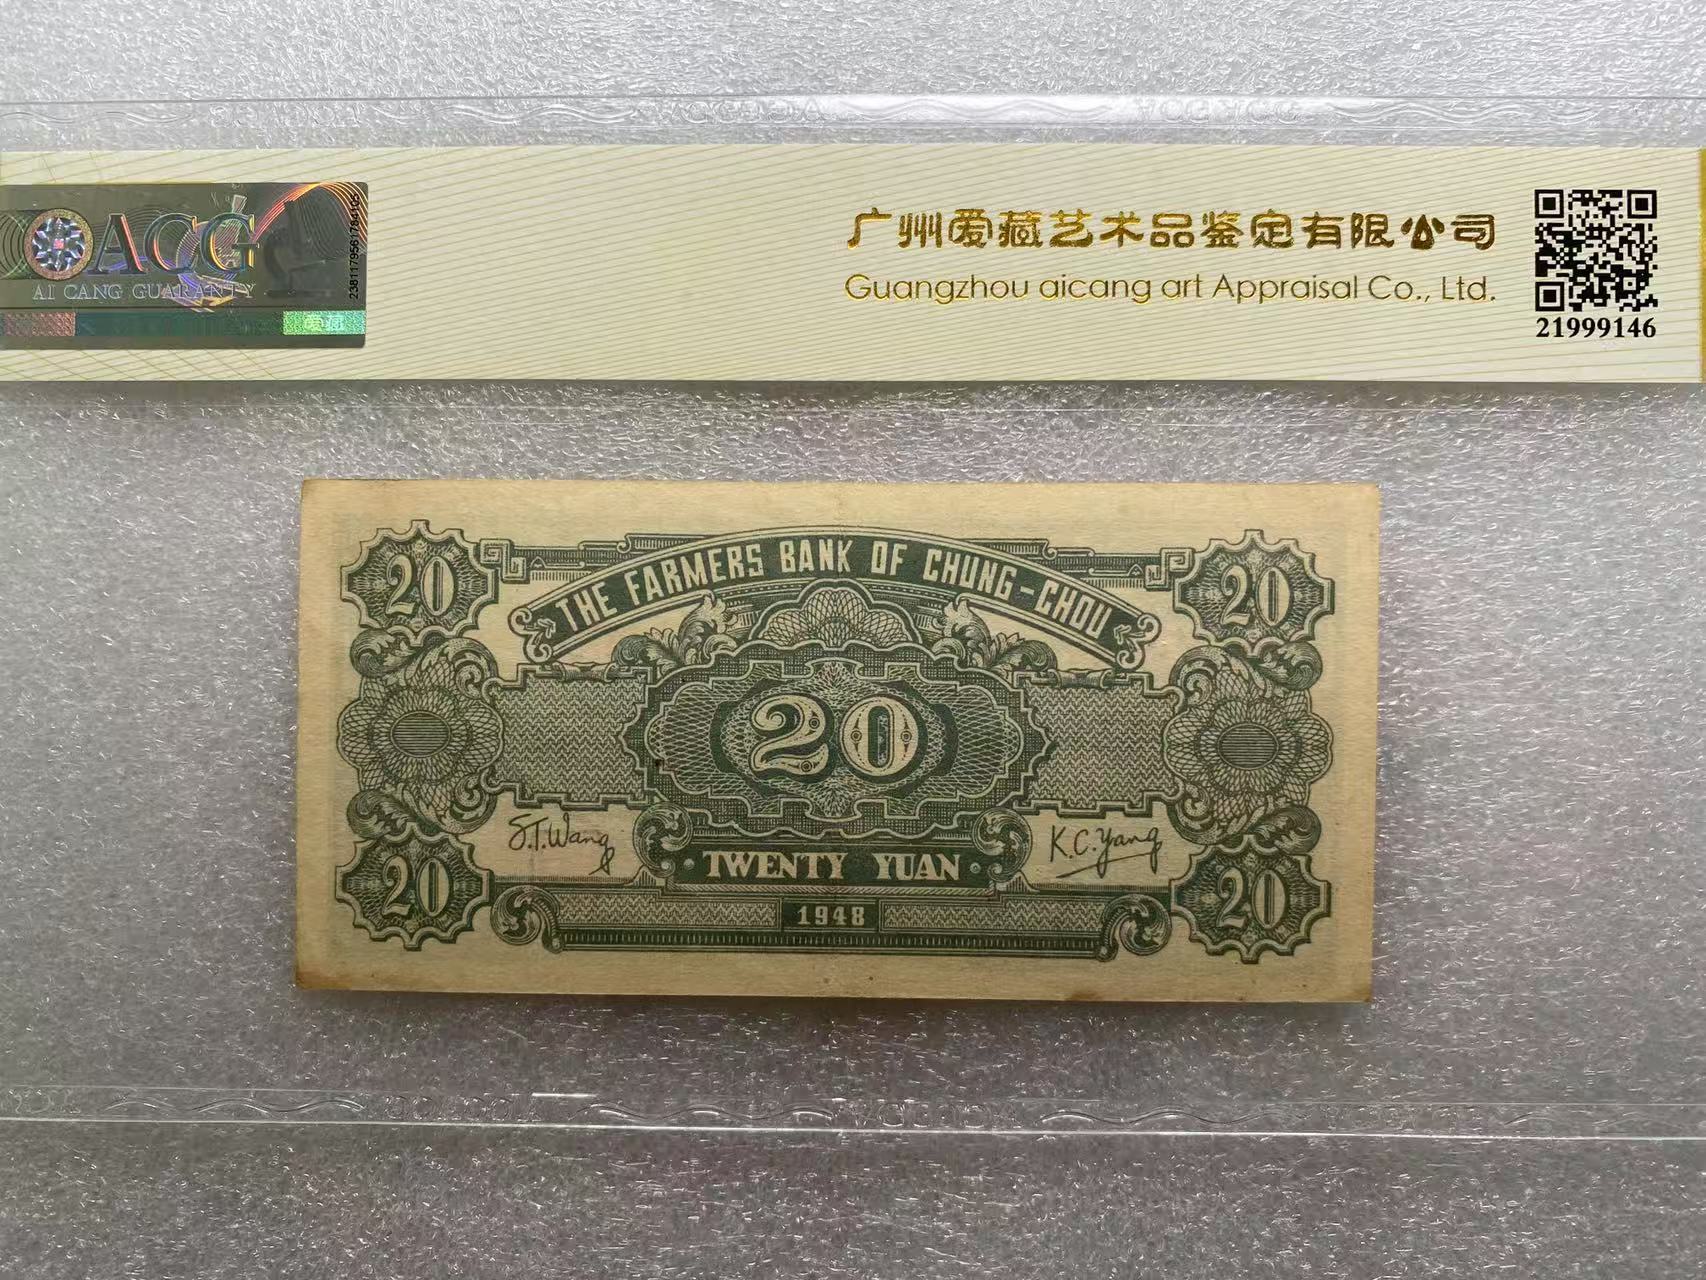 ACG
AI CANG GUARANTY
爱藏
广州爱藏艺术品鉴定有限公司
Guangzhou aicang art Appraisal Co., Ltd.
21999146
20
20
THE FARMERS BANK OF CHUNG-CHOU
20
S.T.Wang
K.C.Yang
20
TWENTY YUAN
20
1948